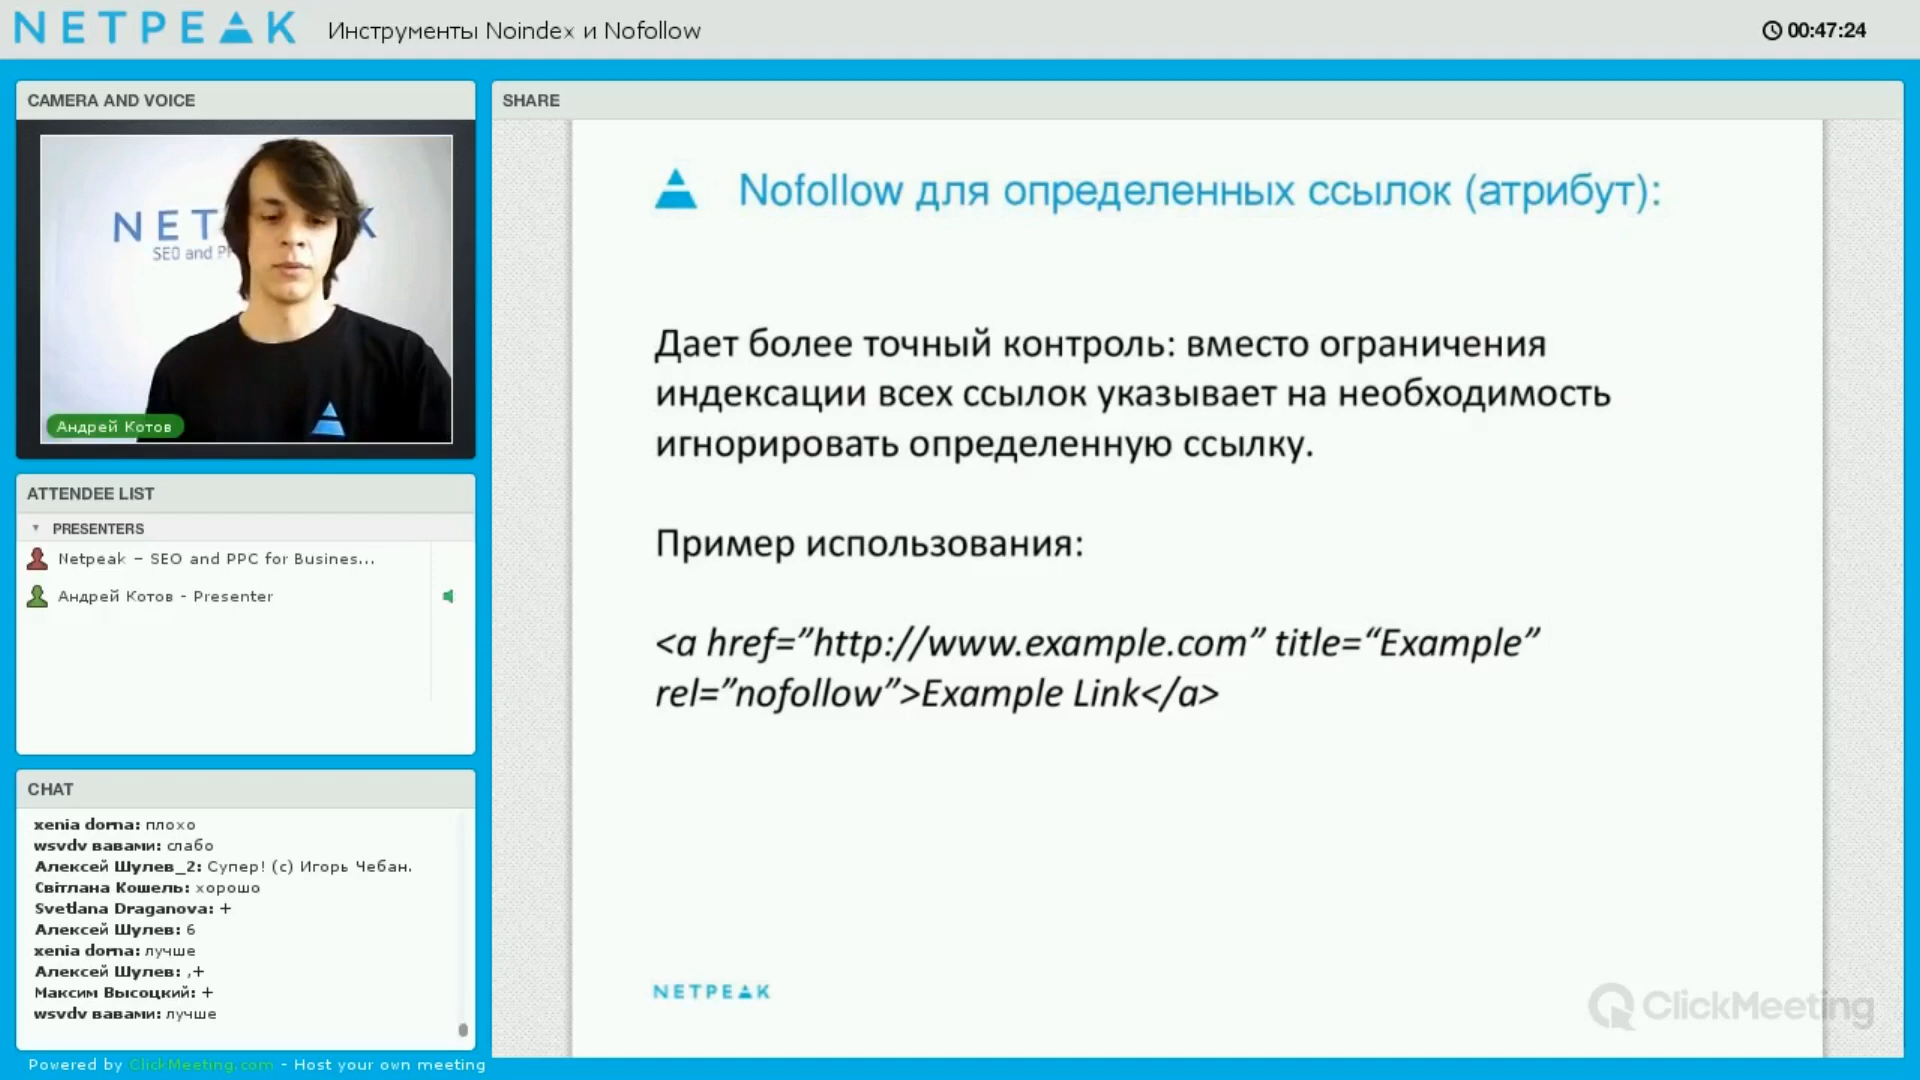 NETPEAK
Инструменты Noindex и Nofollow
00:47:24
CAMERA AND VOICE
SEO and
Андрей Котов
ATTENDEE LIST
PRESENTERS
Netpeak – SEO and PPC for Busines...
Андрей Котов - Presenter
CHAT
xenia doma: плохо
wsvdv вавами: слабо
Алексей Шулев_2: Супер! (с) Игорь Чебан.
Світлана Кошель: хорошо
Svetlana Draganova: +
Алексей Шулев: 6
xenia doma: лучше
Алексей Шулев: ,+
Максим Высоцкий: +
wsvdv вавами: лучше
Powered by ClickMeeting.com - Host your own meeting
SHARE
Nofollow для определенных ссылок (атрибут):
Дает более точный контроль: вместо ограничения
индексации всех ссылок указывает на необходимость
игнорировать определенную ссылку.
Пример использования:
<a href=”http://www.example.com” title=“Example”
rel=”nofollow”>Example Link</a>
NETPEAK
ClickMeeting